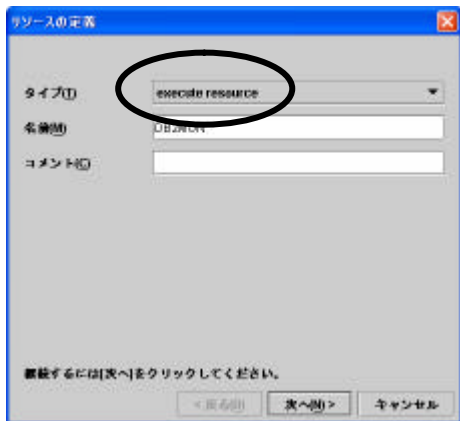 リソースの定義
タイプ(T) execute resource
名前(M)
コメント(C)
継続するには[次へ]をクリックしてください。
< 戻る(B) 次へ(N) > キャンセル